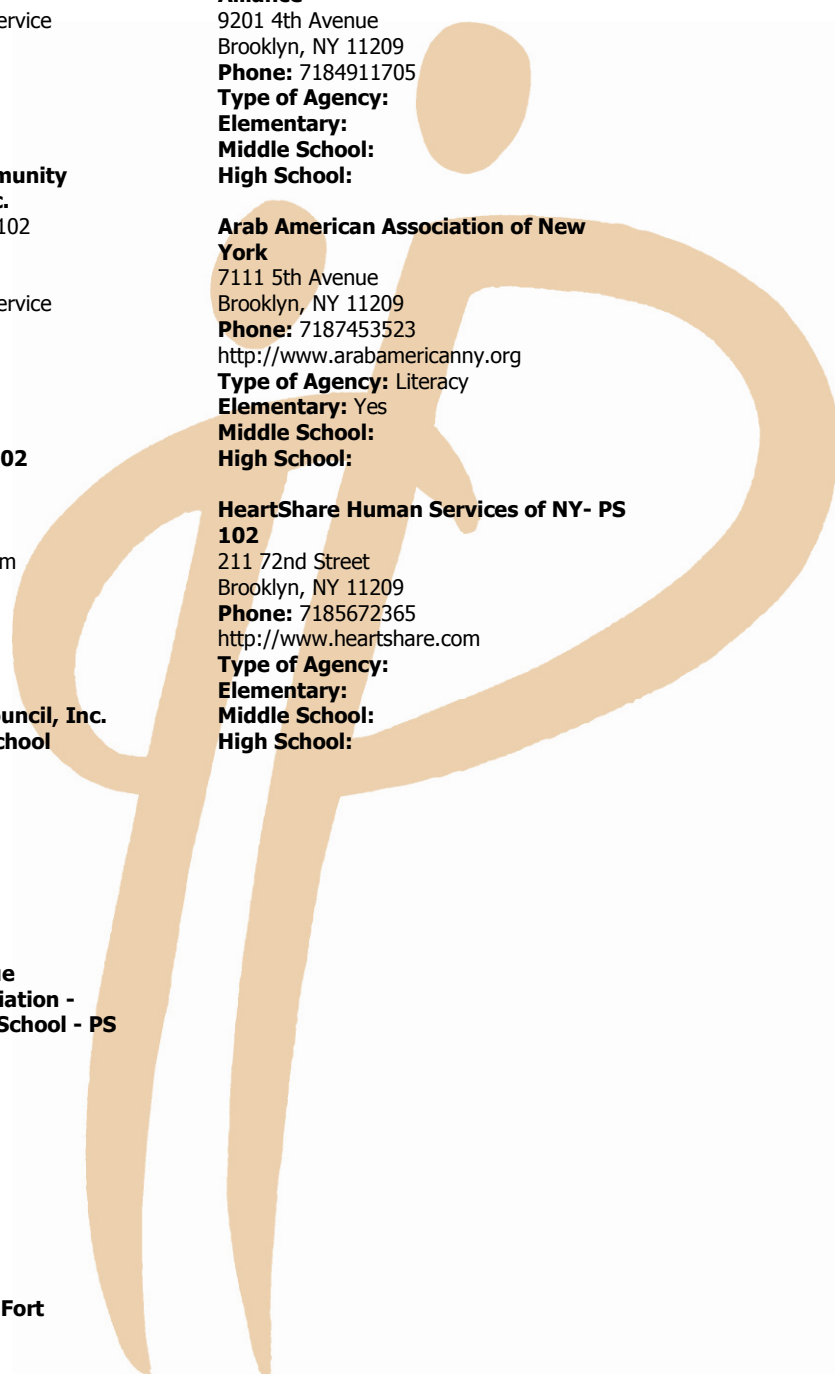 ervice
munity
c.
102
ervice
02
m
uncil, Inc.
chool
ue
iation -
School - PS
Fort
Alliance
9201 4th Avenue
Brooklyn, NY 11209
Phone: 7184911705
Type of Agency:
Elementary:
Middle School:
High School:
Arab American Association of New
York
7111 5th Avenue
Brooklyn, NY 11209
Phone: 7187453523
http://www.arabamericanny.org
Type of Agency: Literacy
Elementary: Yes
Middle School:
High School:
HeartShare Human Services of NY- PS
102
211 72nd Street
Brooklyn, NY 11209
Phone: 7185672365
http://www.heartshare.com
Type of Agency:
Elementary:
Middle School:
High School: